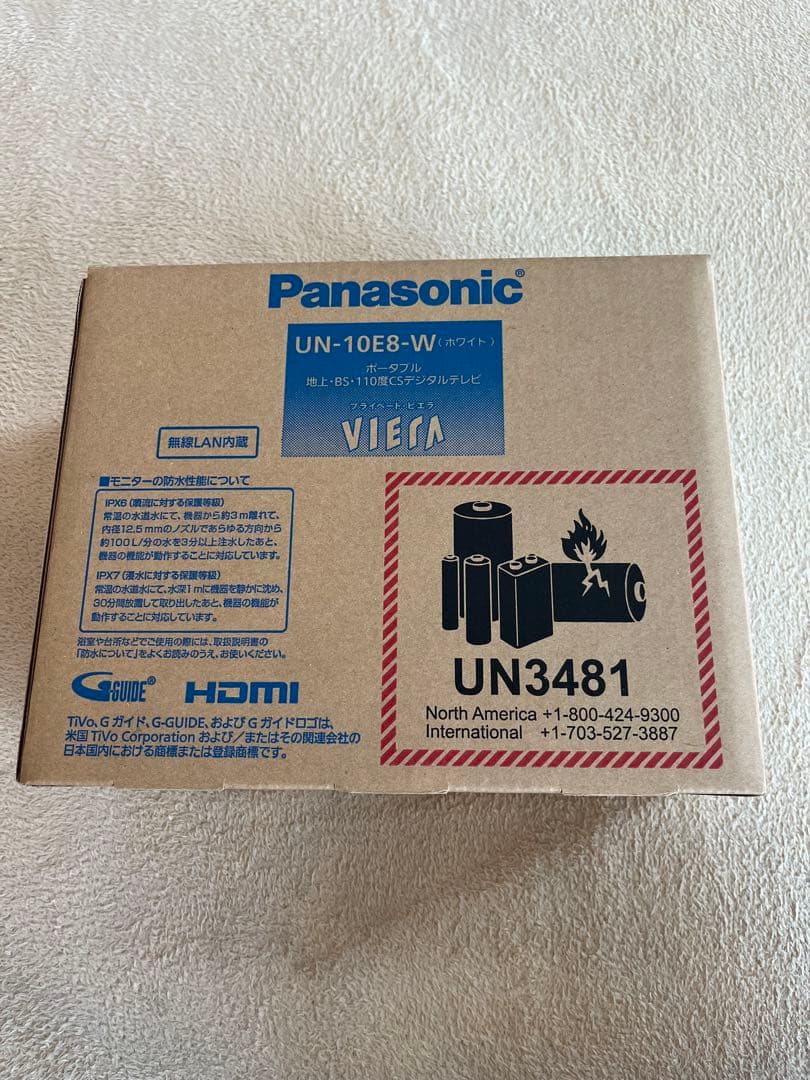 Panasonic®
UN-10E8-W（ホワイト）
ポータブル
地上・BS・110度CSデジタルテレビ
プライベート・ビエラ
VIErA
無線LAN内蔵
■モニターの防水性能について
IPX6（噴流に対する保護等級）
常温の水道水にて、機器から約3m離れて、
内径12.5mmのノズルであらゆる方向から
約100L/分の水を3分以上注水したあと、
機器の機能が動作することに対応しています。
IPX7（浸水に対する保護等級）
常温の水道水にて、水深1mに機器を静かに沈め、
30分間放置して取り出したあと、機器の機能が
動作することに対応しています。
浴室や台所などでご使用の際には、取扱説明書の
「防水について」をよくお読みのうえ、お使いください。
G-GUIDE® HDMI
TiVo、Gガイド、G-GUIDE、およびGガイドロゴは、
米国TiVo Corporationおよび／またはその関連会社の
日本国内における商標または登録商標です。
UN3481
North America +1-800-424-9300
International +1-703-527-3887